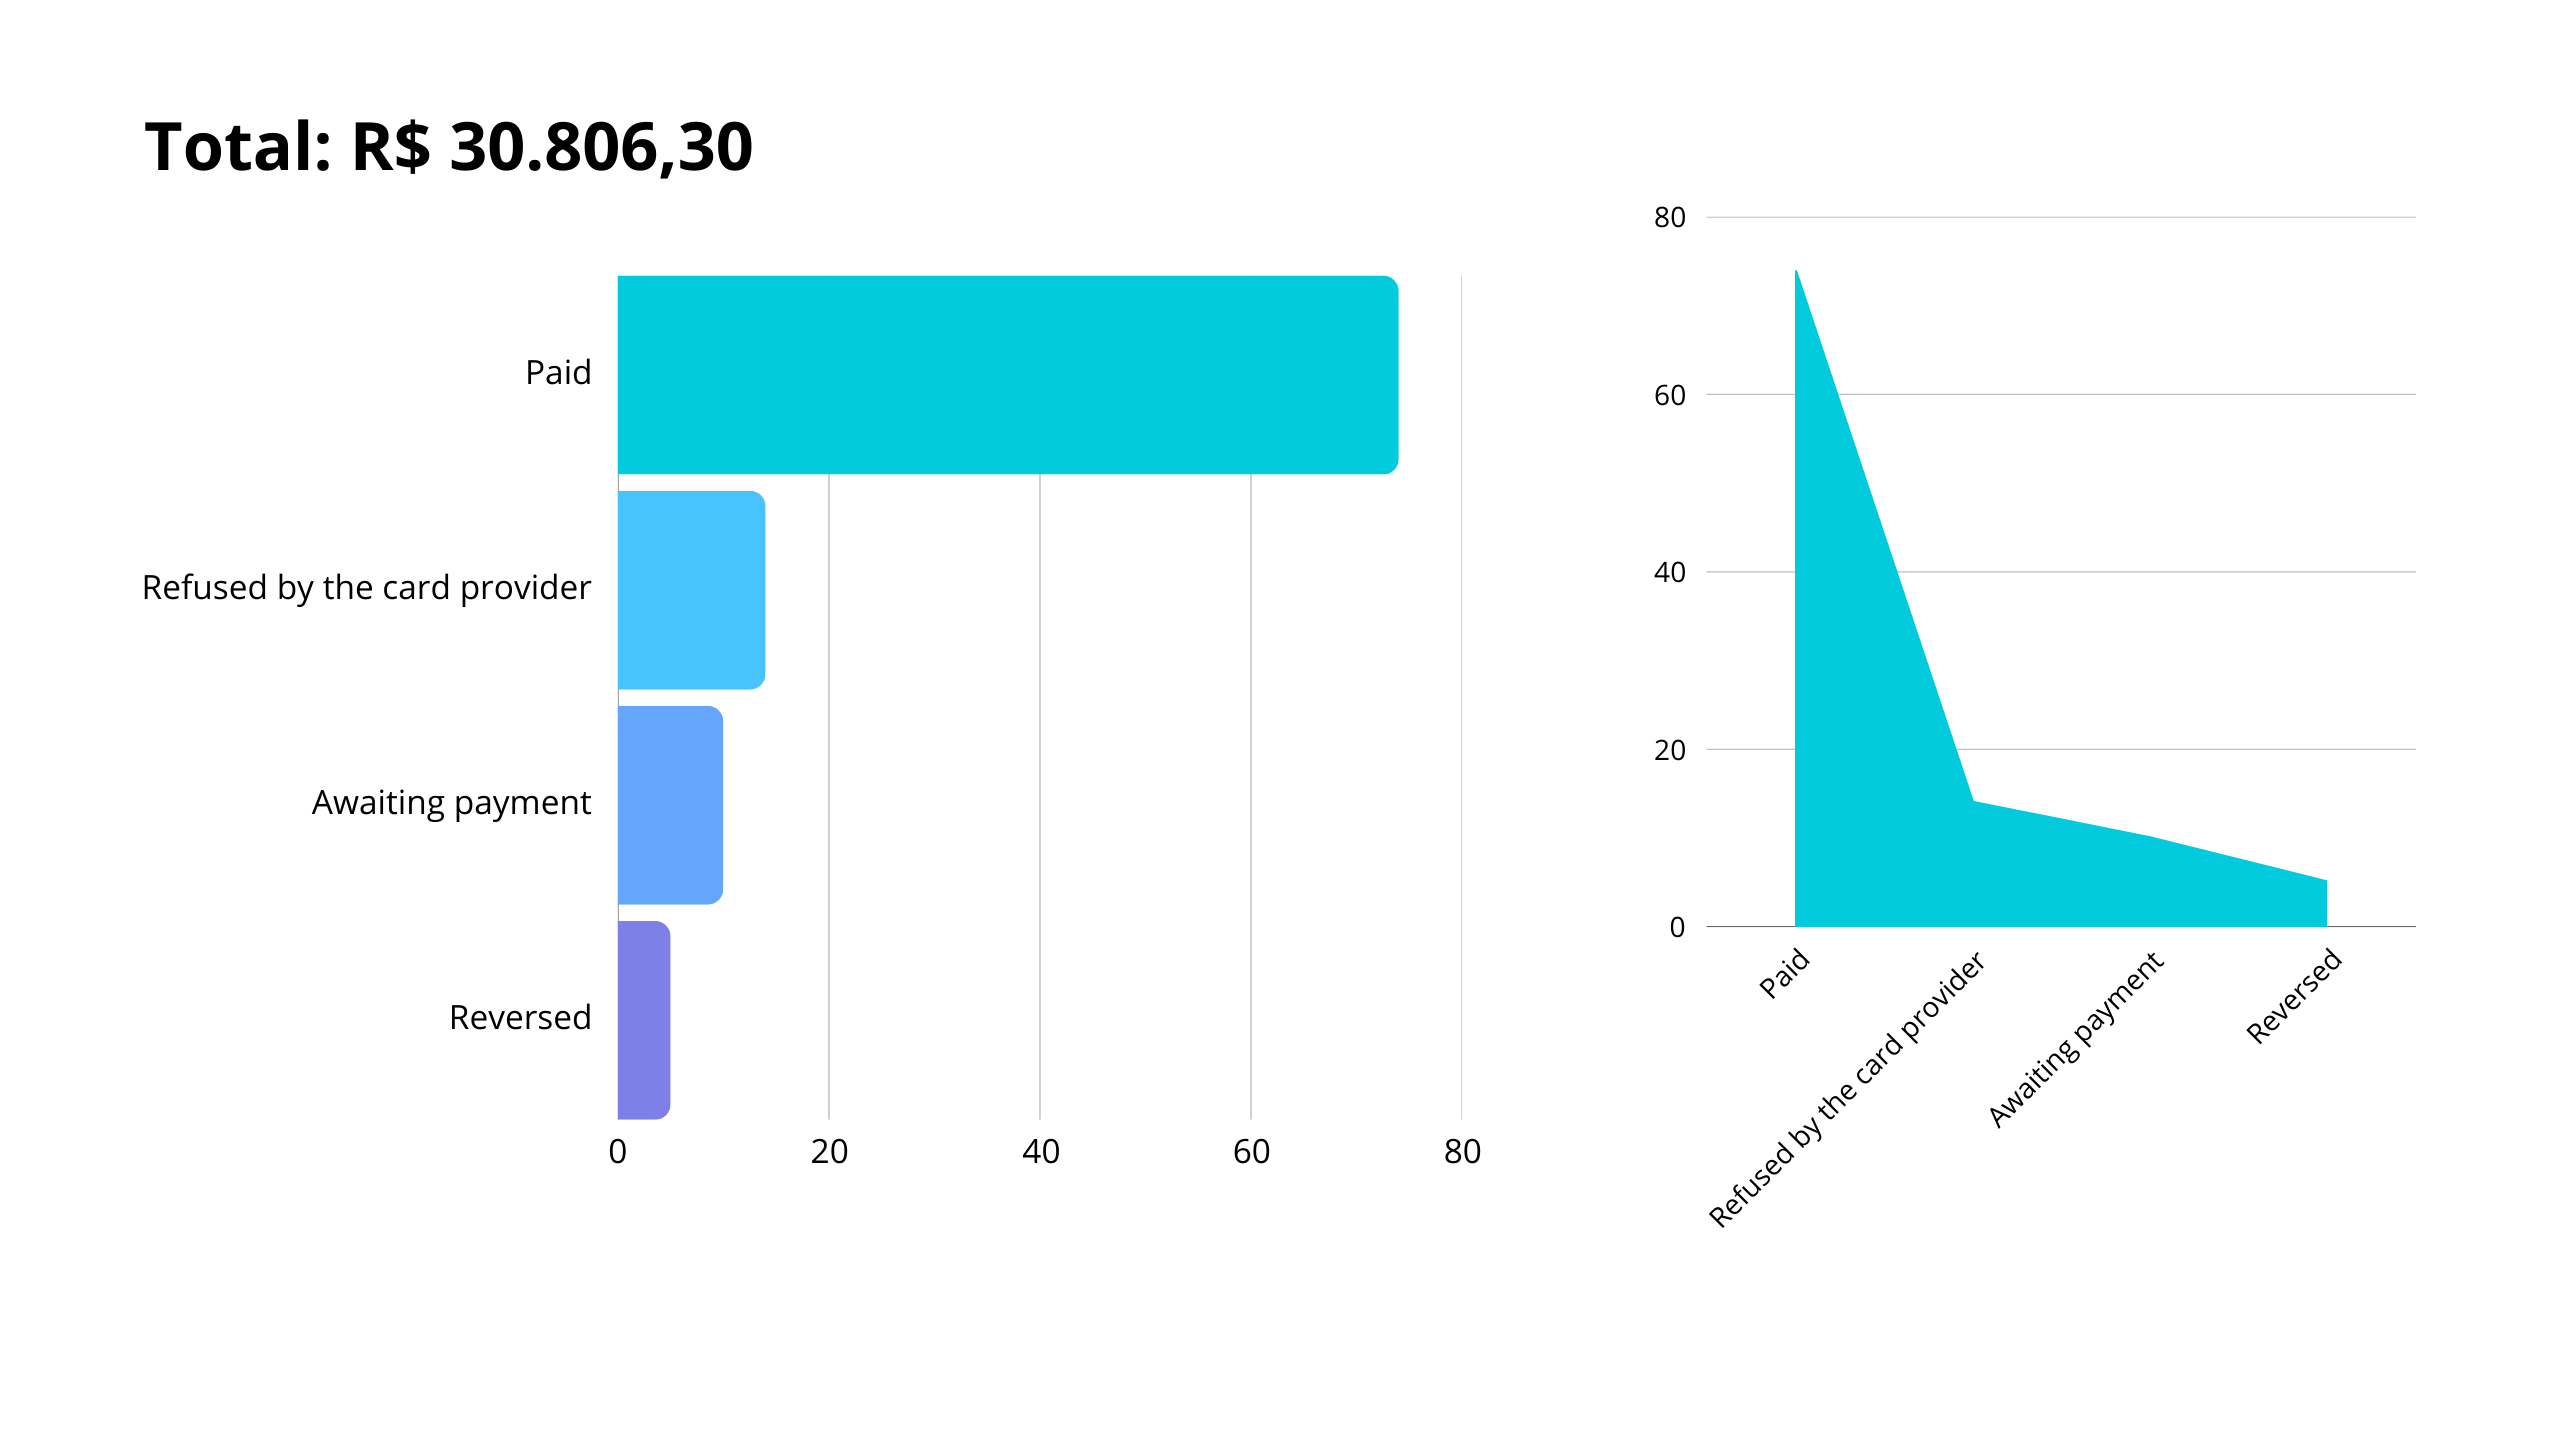 Total: R$ 30.806,30
Paid
Refused by the card provider
Awaiting payment
Reversed
0 20 40 60 80
80
60
40
20
0
Paid
Refused by the card provider
Awaiting payment
Reversed